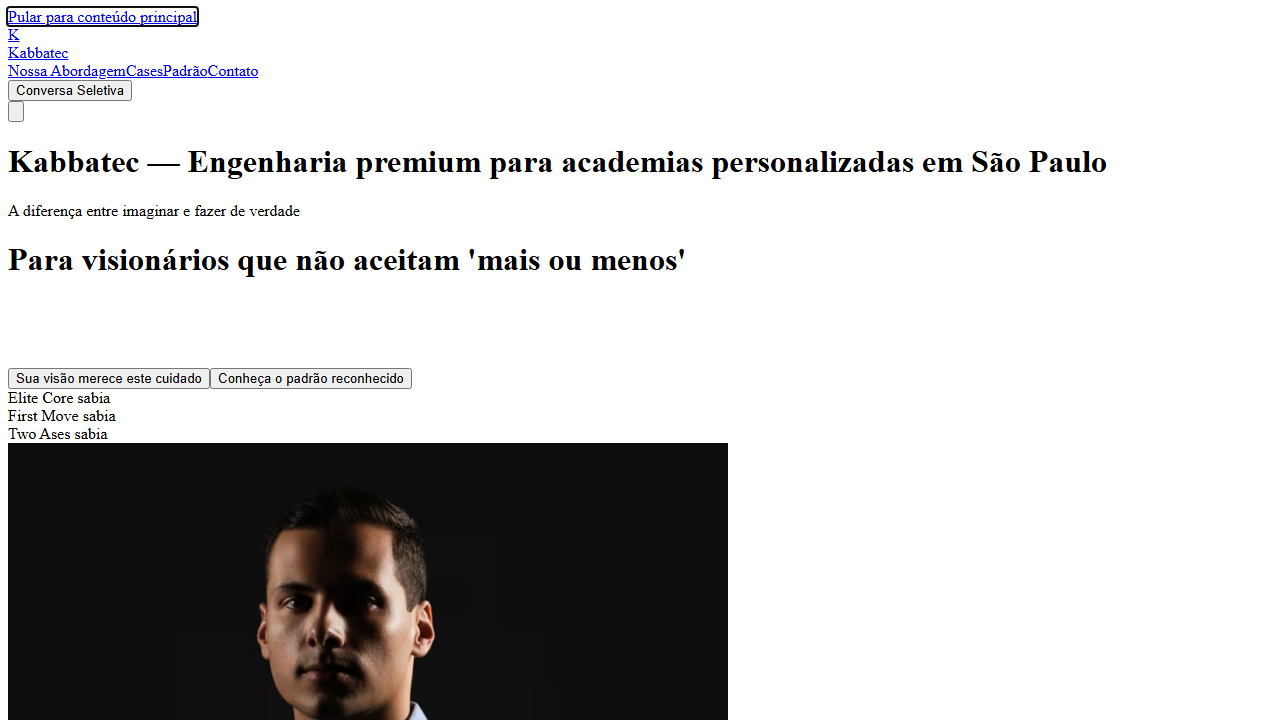 Pular para conteúdo principal
K
Kabbatec
Nossa AbordagemCasesPadrãoContato
Conversa Seletiva
Kabbatec — Engenharia premium para academias personalizadas em São Paulo
A diferença entre imaginar e fazer de verdade
Para visionários que não aceitam 'mais ou menos'
Sua visão merece este cuidado Conheça o padrão reconhecido
Elite Core sabia
First Move sabia
Two Ases sabia